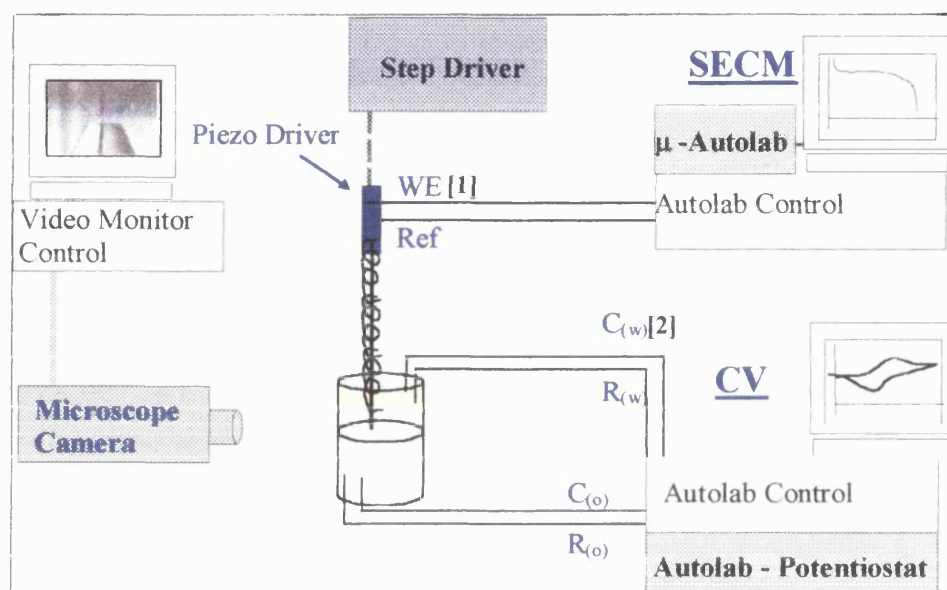 Step Driver
SECM
μ -Autolab
Autolab Control
Piezo Driver
WE [1]
Ref
Video Monitor
Control
C(w)[2]
R(w)
CV
Microscope
Camera
C(o)
R(o)
Autolab Control
Autolab - Potentiostat